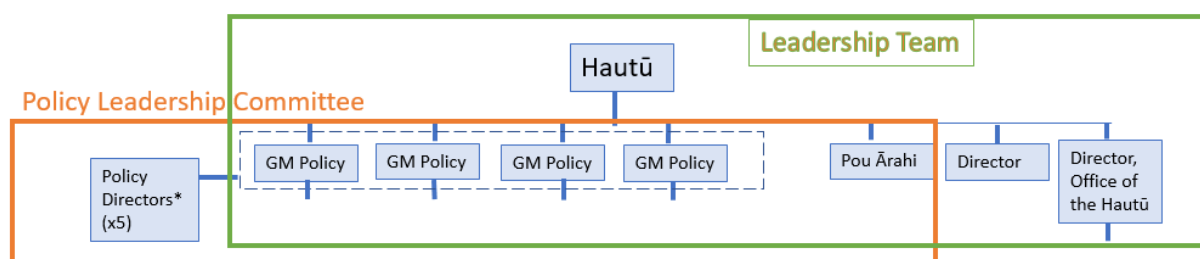 Leadership Team
Hautū
Policy Leadership Committee
GM Policy
GM Policy
GM Policy
GM Policy
Pou Ārahi
Director
Director,
Office of
the Hautū
Policy
Directors*
(x5)